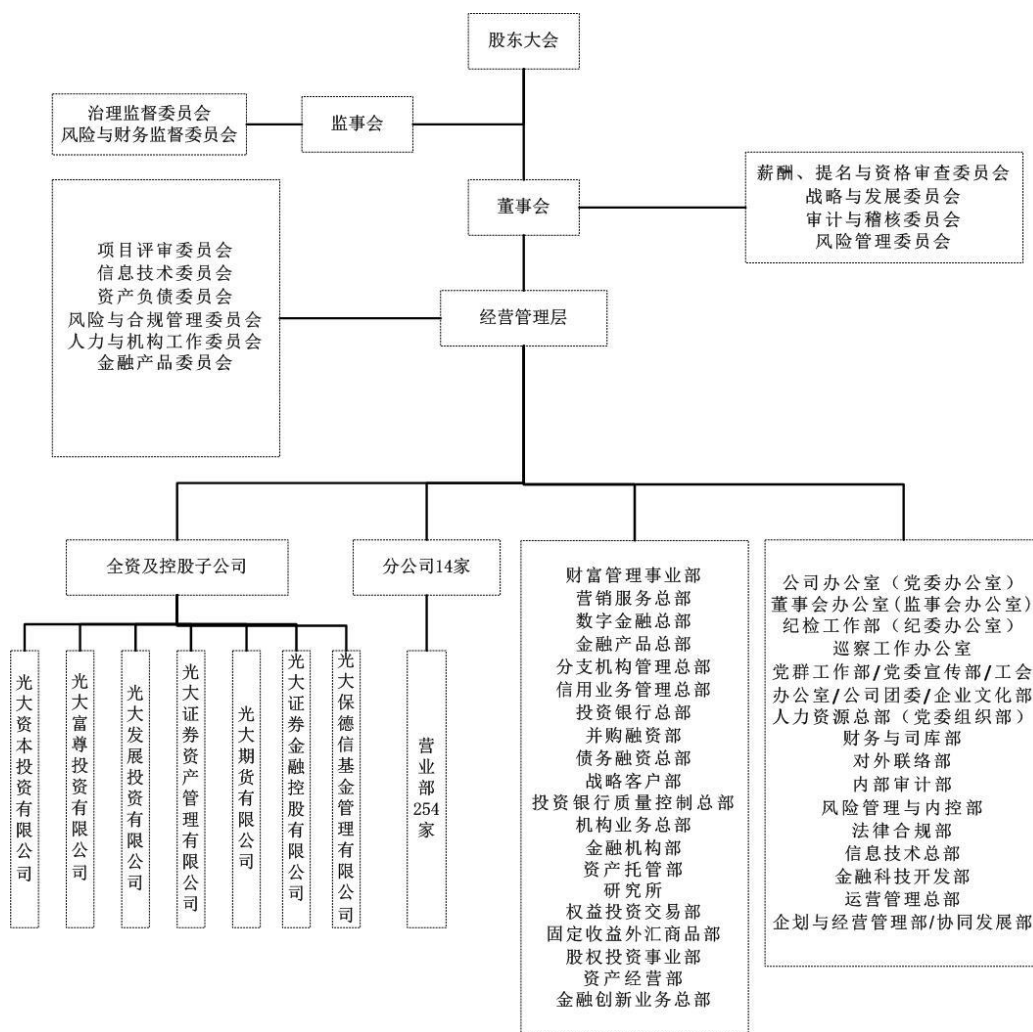 股东大会
治理监督委员会
风险与财务监督委员会
监事会
董事会
薪酬、提名与资格审查委员会
战略与发展委员会
审计与稽核委员会
风险管理委员会
项目评审委员会
信息技术委员会
资产负债委员会
风险与合规管理委员会
人力与机构工作委员会
金融产品委员会
经营管理层
全资及控股子公司
光大资本投资有限公司
光大富尊投资有限公司
光大发展投资有限公司
光大证券资产管理有限公司
光大期货有限公司
光大证券金融控股有限公司
光大保德信基金管理有限公司
分公司14家
营业部254家
财富管理事业部
营销服务总部
数字金融总部
金融产品总部
分支机构管理总部
信用业务管理总部
投资银行总部
并购融资部
债务融资总部
战略客户部
投资银行质量控制总部
机构业务总部
金融机构部
资产托管部
研究所
权益投资交易部
固定收益外汇商品部
股权投资事业部
资产经营部
金融创新业务总部
公司办公室（党委办公室）
董事会办公室(监事会办公室)
纪检工作部（纪委办公室）
巡察工作办公室
党群工作部/党委宣传部/工会
办公室/公司团委/企业文化部
人力资源总部（党委组织部）
财务与司库部
对外联络部
内部审计部
风险管理与内控部
法律合规部
信息技术总部
金融科技开发部
运营管理总部
企划与经营管理部/协同发展部